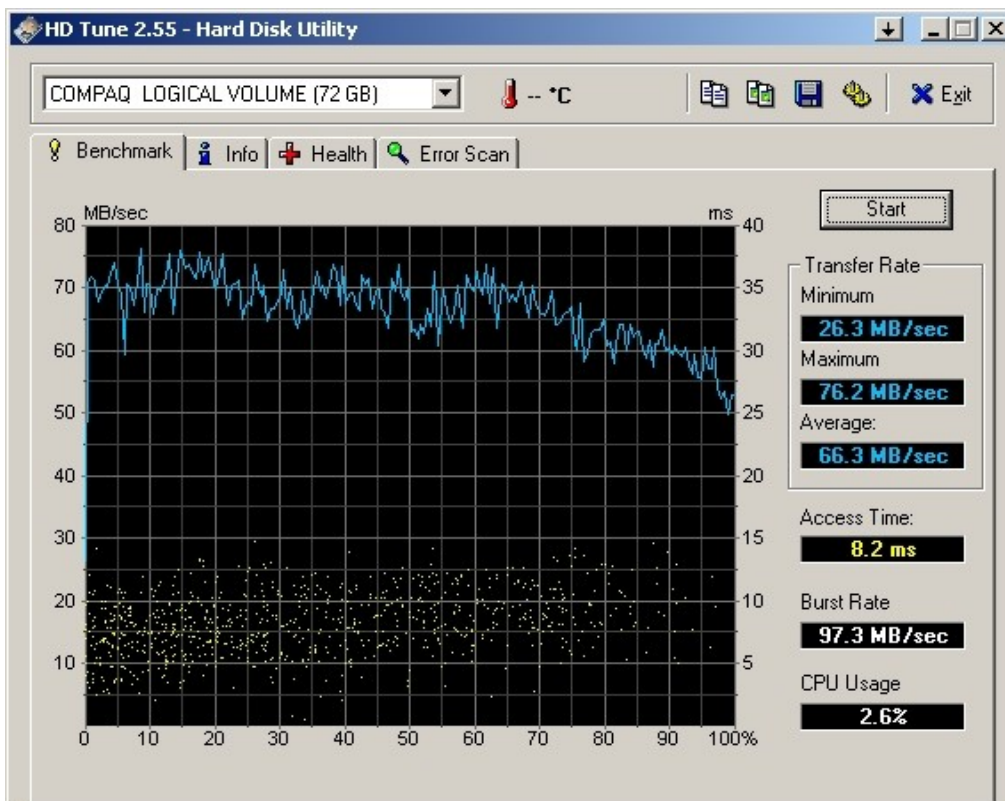 HD Tune 2.55 - Hard Disk Utility
COMPAQ LOGICAL VOLUME (72 GB)
-- °C
Exit
Benchmark
Info
Health
Error Scan
MB/sec
ms
80
70
60
50
40
30
20
10
40
35
30
25
20
15
10
5
0 10 20 30 40 50 60 70 80 90 100%
Start
Transfer Rate
Minimum
26.3 MB/sec
Maximum
76.2 MB/sec
Average:
66.3 MB/sec
Access Time:
8.2 ms
Burst Rate
97.3 MB/sec
CPU Usage
2.6%